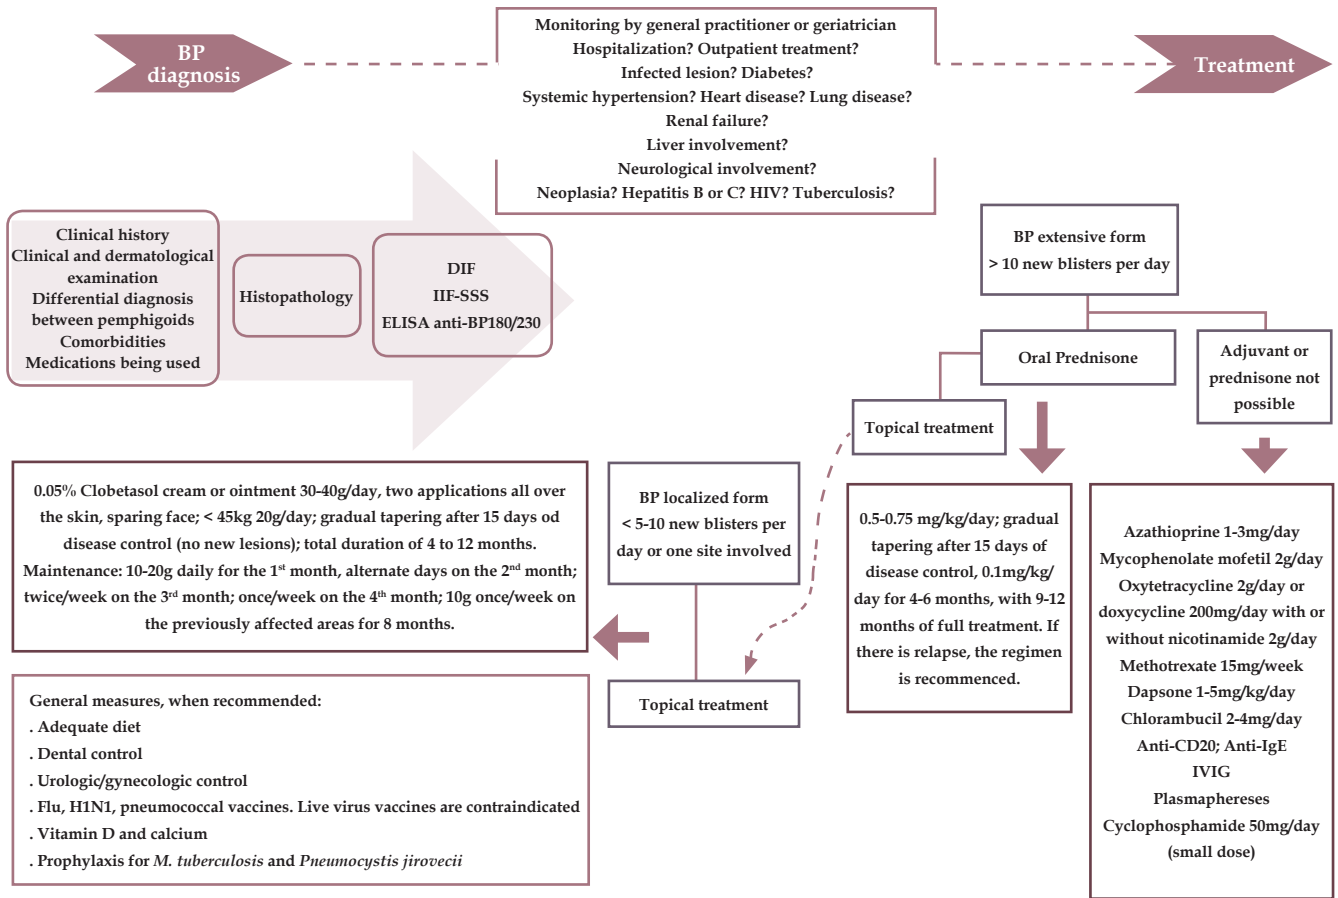 BP
diagnosis
Monitoring by general practitioner or geriatrician
Hospitalization? Outpatient treatment?
Infected lesion? Diabetes?
Systemic hypertension? Heart disease? Lung disease?
Renal failure?
Liver involvement?
Neurological involvement?
Neoplasia? Hepatitis B or C? HIV? Tuberculosis?
Treatment
Clinical history
Clinical and dermatological
examination
Differential diagnosis
between pemphigoids
Comorbidities
Medications being used
Histopathology
DIF
IIF-SSS
ELISA anti-BP180/230
BP extensive form
> 10 new blisters per day
Oral Prednisone
Adjuvant or
prednisone not
possible
Topical treatment
0.05% Clobetasol cream or ointment 30-40g/day, two applications all over
the skin, sparing face; < 45kg 20g/day; gradual tapering after 15 days od
disease control (no new lesions); total duration of 4 to 12 months.
Maintenance: 10-20g daily for the 1st month, alternate days on the 2nd month;
twice/week on the 3rd month; once/week on the 4th month; 10g once/week on
the previously affected areas for 8 months.
BP localized form
< 5-10 new blisters per
day or one site involved
Topical treatment
0.5-0.75 mg/kg/day; gradual
tapering after 15 days of
disease control, 0.1mg/kg/
day for 4-6 months, with 9-12
months of full treatment. If
there is relapse, the regimen
is recommenced.
Azathioprine 1-3mg/day
Mycophenolate mofetil 2g/day
Oxytetracycline 2g/day or
doxycycline 200mg/day with or
without nicotinamide 2g/day
Methotrexate 15mg/week
Dapsone 1-5mg/kg/day
Chlorambucil 2-4mg/day
Anti-CD20; Anti-IgE
IVIG
Plasmaphereses
Cyclophosphamide 50mg/day
(small dose)
General measures, when recommended:
. Adequate diet
. Dental control
. Urologic/gynecologic control
. Flu, H1N1, pneumococcal vaccines. Live virus vaccines are contraindicated
. Vitamin D and calcium
. Prophylaxis for M. tuberculosis and Pneumocystis jirovecii